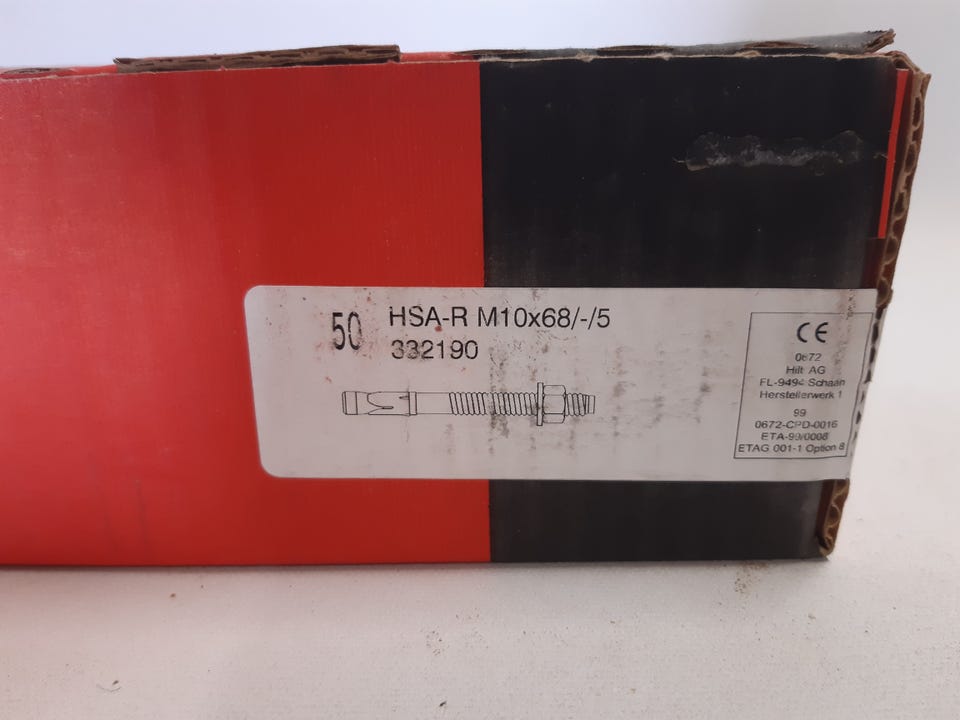 50
HSA-R M10x68/-/5
332190
CE
0672
Hilti AG
FL-9494 Schaan
Herstellerwerk 1
99
0672-CPD-0016
ETA-99/0008
ETAG 001-1 Option 8